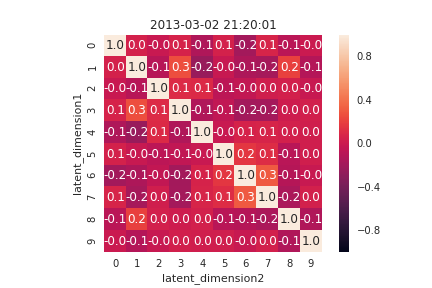 2013-03-02 21:20:01
0 1.0 0.0 -0.0 0.1 -0.1 0.1 -0.2 0.1 -0.1 -0.0
1 0.0 1.0 -0.1 0.3 -0.2 -0.0 -0.1 -0.2 0.2 -0.1
2 -0.0 -0.1 1.0 0.1 0.1 -0.1 -0.0 0.0 0.0 -0.0
3 0.1 0.3 0.1 1.0 -0.1 -0.1 -0.2 -0.2 0.0 0.0
4 -0.1 -0.2 0.1 -0.1 1.0 -0.0 0.1 0.1 0.0 0.0
5 0.1 -0.0 -0.1 -0.1 -0.0 1.0 0.2 0.1 -0.1 0.0
6 -0.2 -0.1 -0.0 -0.2 0.1 0.2 1.0 0.3 -0.1 -0.0
7 0.1 -0.2 0.0 -0.2 0.1 0.1 0.3 1.0 -0.2 0.0
8 -0.1 0.2 0.0 0.0 0.0 -0.1 -0.1 -0.2 1.0 -0.1
9 -0.0 -0.1 -0.0 0.0 0.0 0.0 -0.0 0.0 -0.1 1.0
0 1 2 3 4 5 6 7 8 9
latent_dimension2
latent_dimension1
0.8
0.4
0.0
-0.4
-0.8